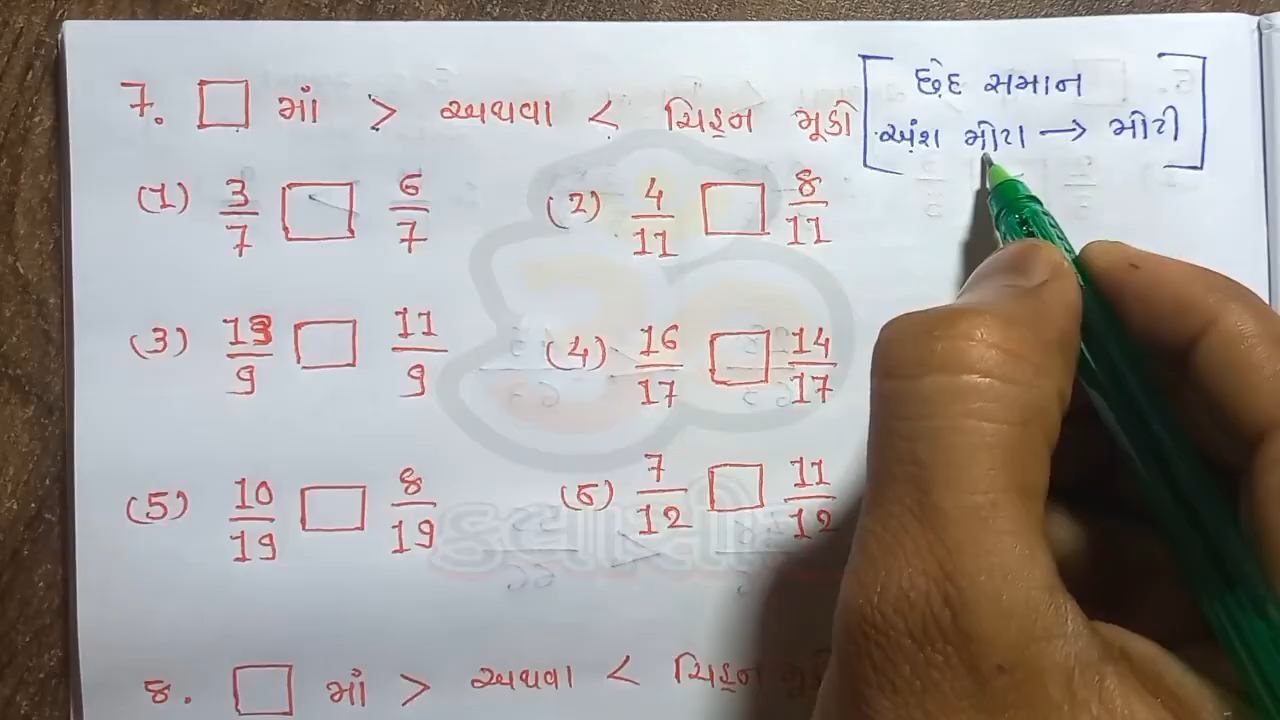 7. □ માં > અથવા < ચિહ્ન મૂકો [ છેદ સમાન
અંશ મોટા → મોટી ]
(1) 3/7 □ 6/7 (2) 4/11 □ 8/11
(3) 13/9 □ 11/9 (4) 16/17 □ 14/17
(5) 10/19 □ 8/19 (6) 7/12 □ 11/12
8. □ માં > અથવા < ચિહ્ન